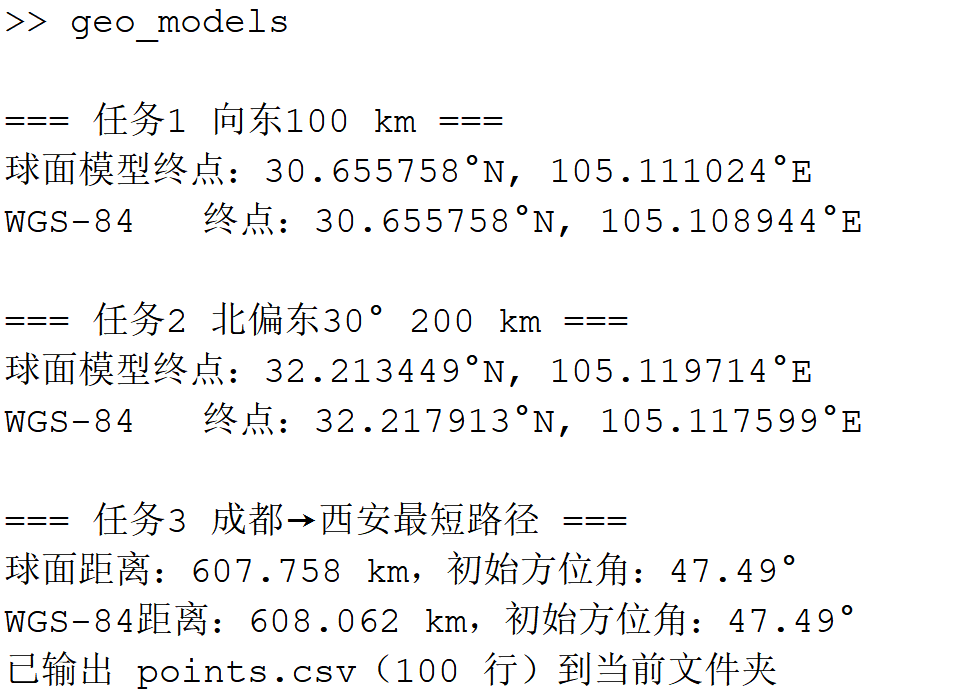 >> geo_models
=== 任务1 向东100 km ===
球面模型终点：30.655758°N, 105.111024°E
WGS-84   终点：30.655758°N, 105.108944°E
=== 任务2 北偏东30° 200 km ===
球面模型终点：32.213449°N, 105.119714°E
WGS-84   终点：32.217913°N, 105.117599°E
=== 任务3 成都→西安最短路径 ===
球面距离：607.758 km，初始方位角：47.49°
WGS-84距离：608.062 km，初始方位角：47.49°
已输出 points.csv（100 行）到当前文件夹